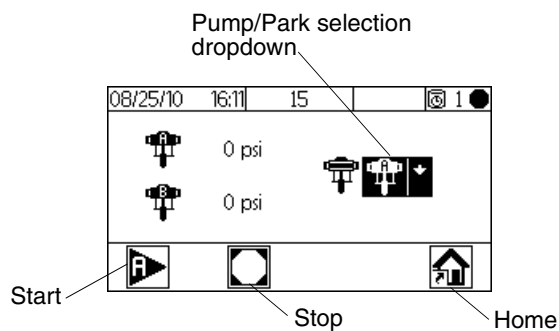 Pump/Park selection
dropdown
08/25/10 16:11 15 1
A 0 psi
A
B 0 psi
A
Start
Stop
Home